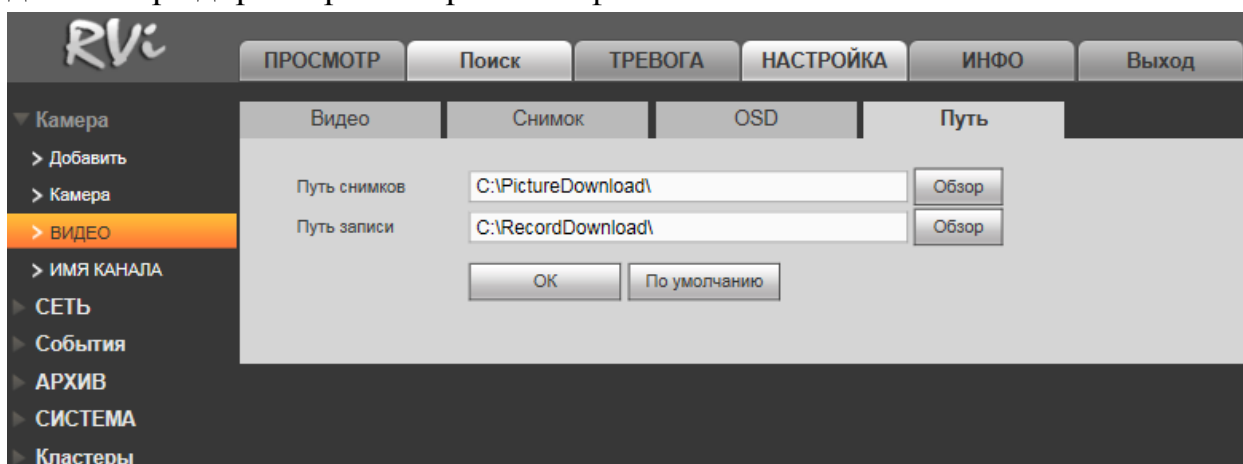 RVi
ПРОСМОТР Поиск ТРЕВОГА НАСТРОЙКА ИНФО Выход
Камера
> Добавить
> Камера
> ВИДЕО
> ИМЯ КАНАЛА
СЕТЬ
События
АРХИВ
СИСТЕМА
Кластеры
Видео Снимок OSD Путь
Путь снимков C:\PictureDownload\ Обзор
Путь записи C:\RecordDownload\ Обзор
ОК По умолчанию